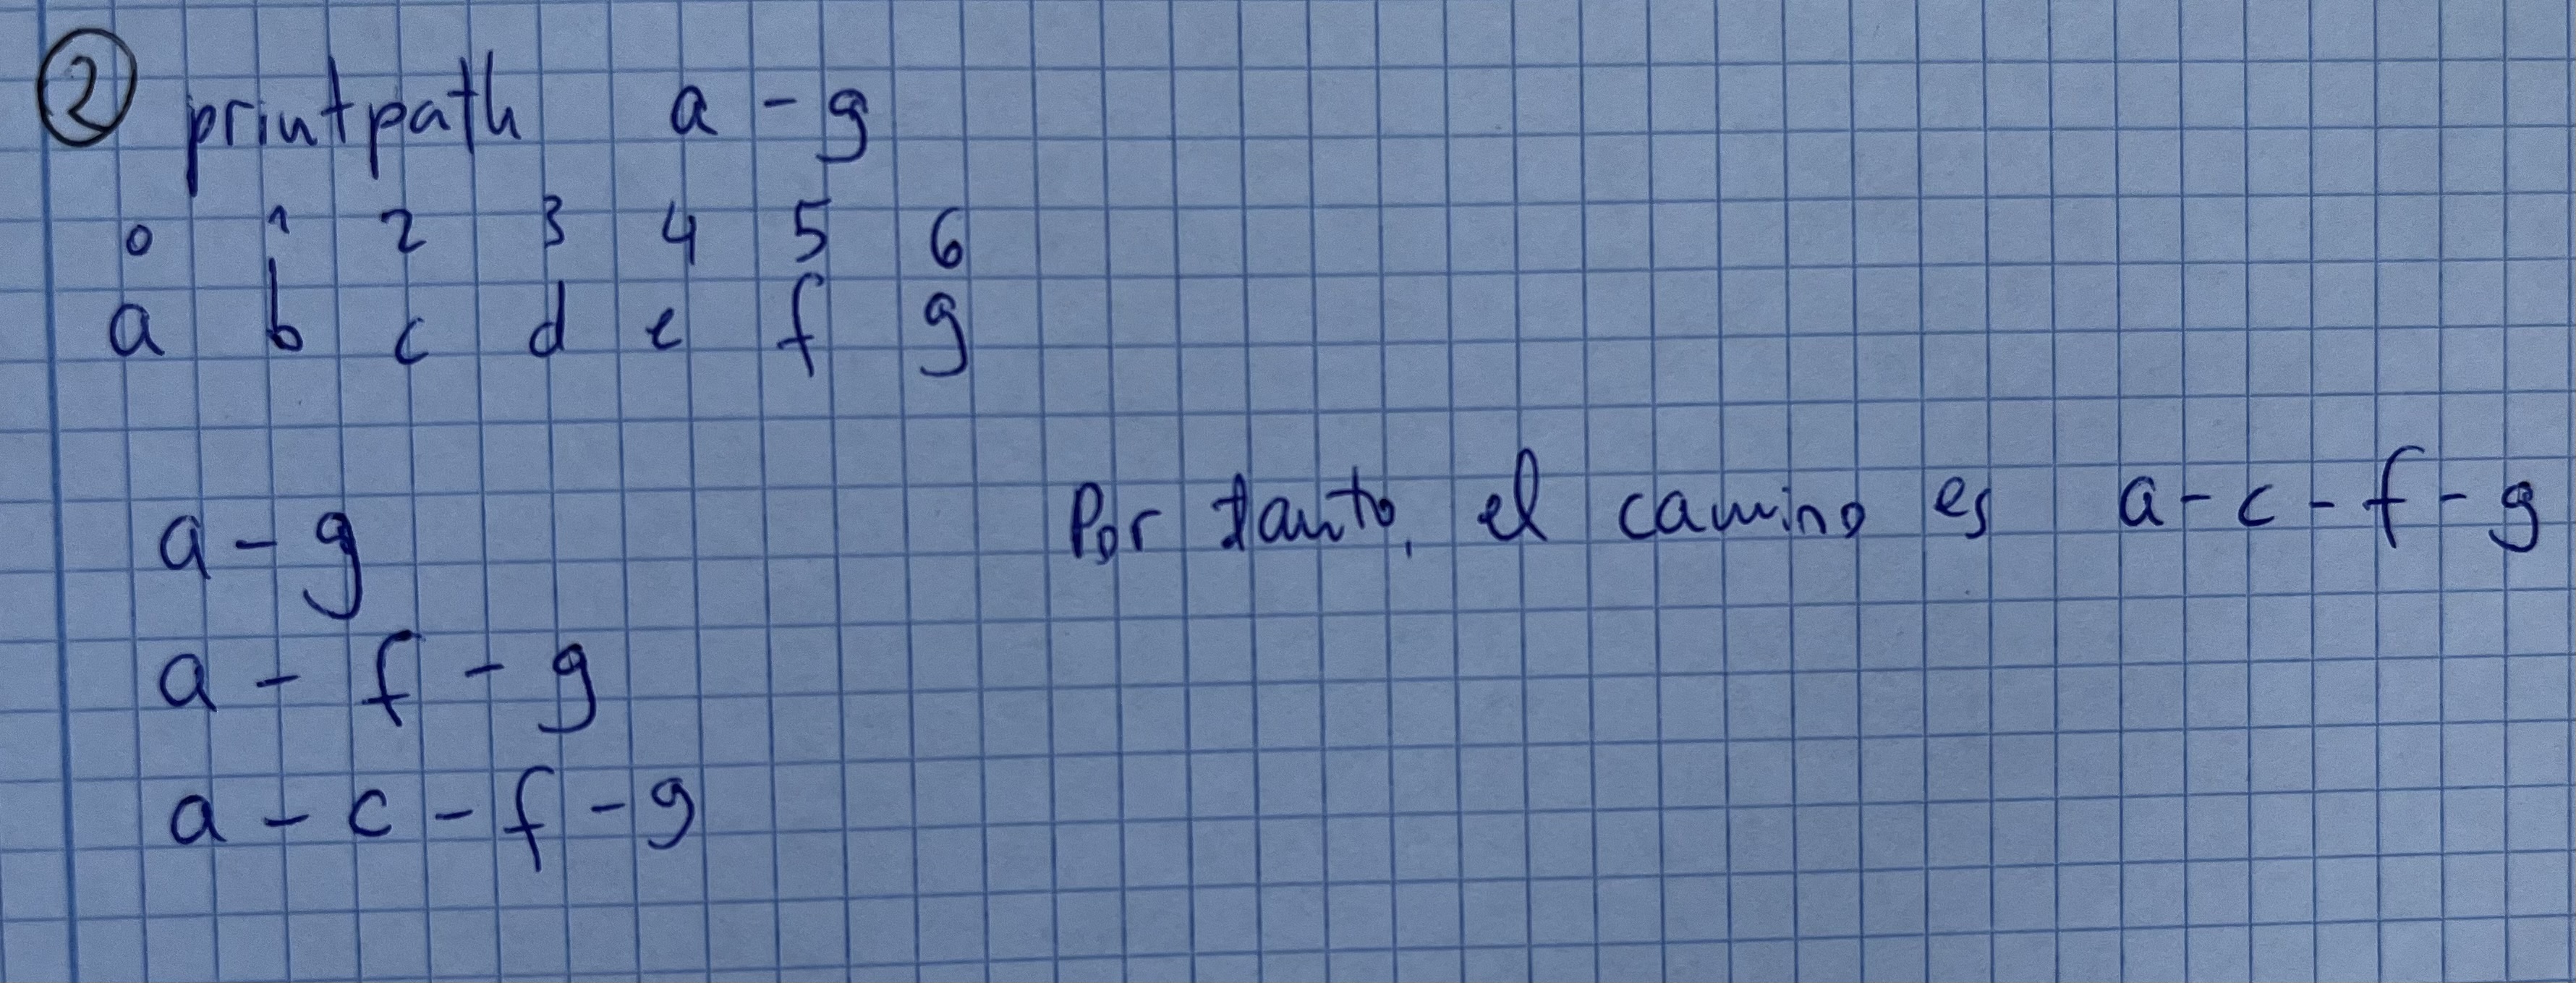 ② printpath a - g
0 1 2 3 4 5 6
a b c d e f g
a - g
Por tanto, el camino es a - c - f - g
a - f - g
a - c - f - g